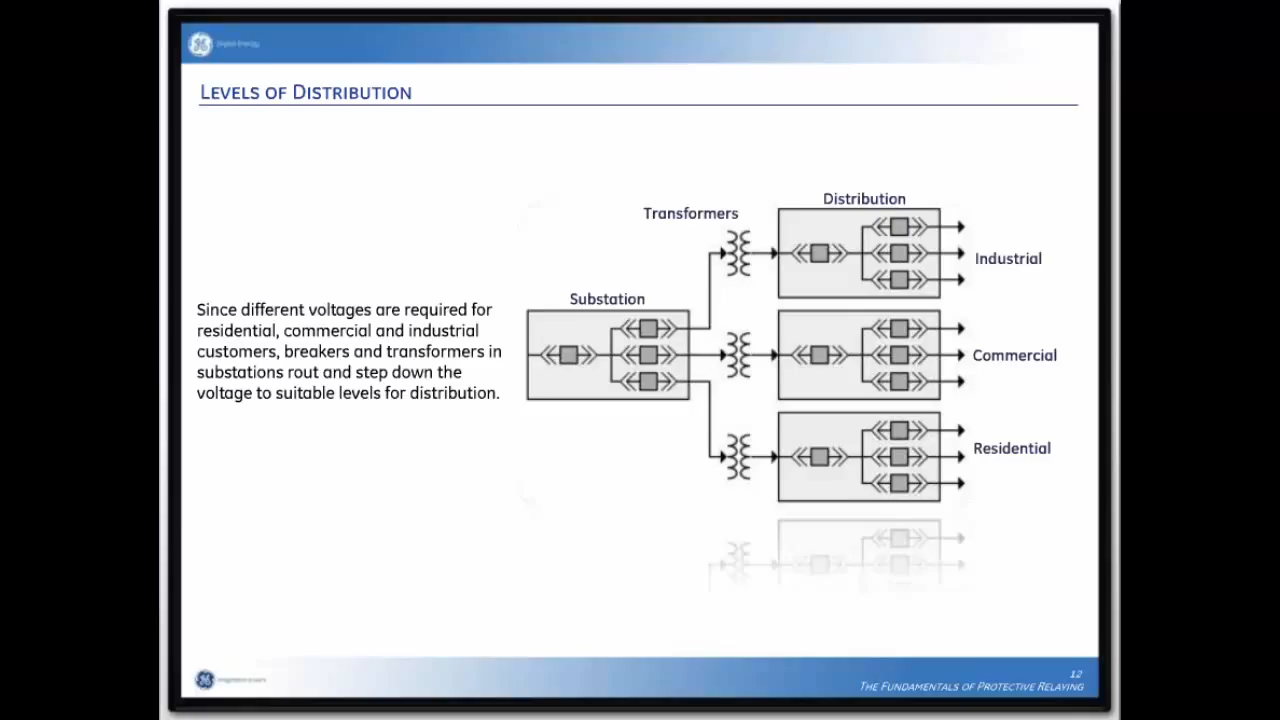 Digital Energy
LEVELS OF DISTRIBUTION
Distribution
Transformers
Industrial
Substation
Since different voltages are required for
residential, commercial and industrial
customers, breakers and transformers in
substations rout and step down the
voltage to suitable levels for distribution.
Commercial
Residential
12
THE FUNDAMENTALS OF PROTECTIVE RELAYING